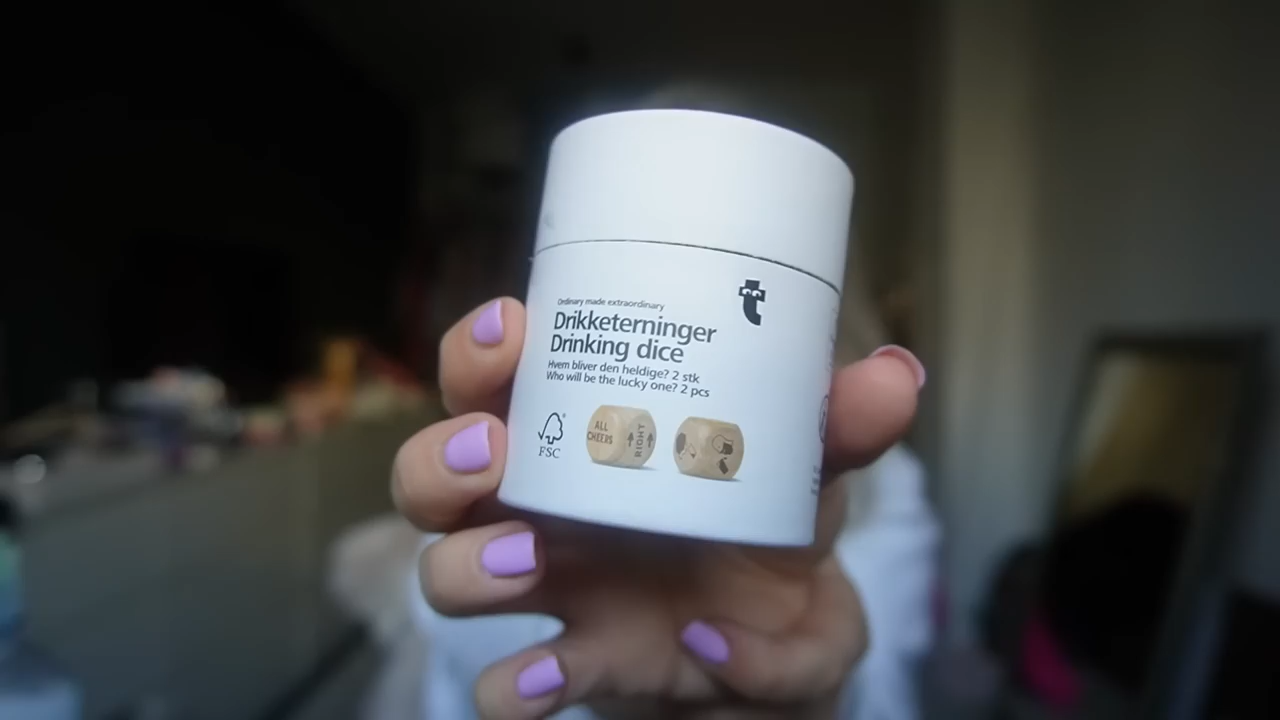 Ordinary made extraordinary
Drikketerninger
Drinking dice
Hvem bliver den heldige? 2 stk
Who will be the lucky one? 2 pcs
FSC®
ALL
CHEERS
RIGHT